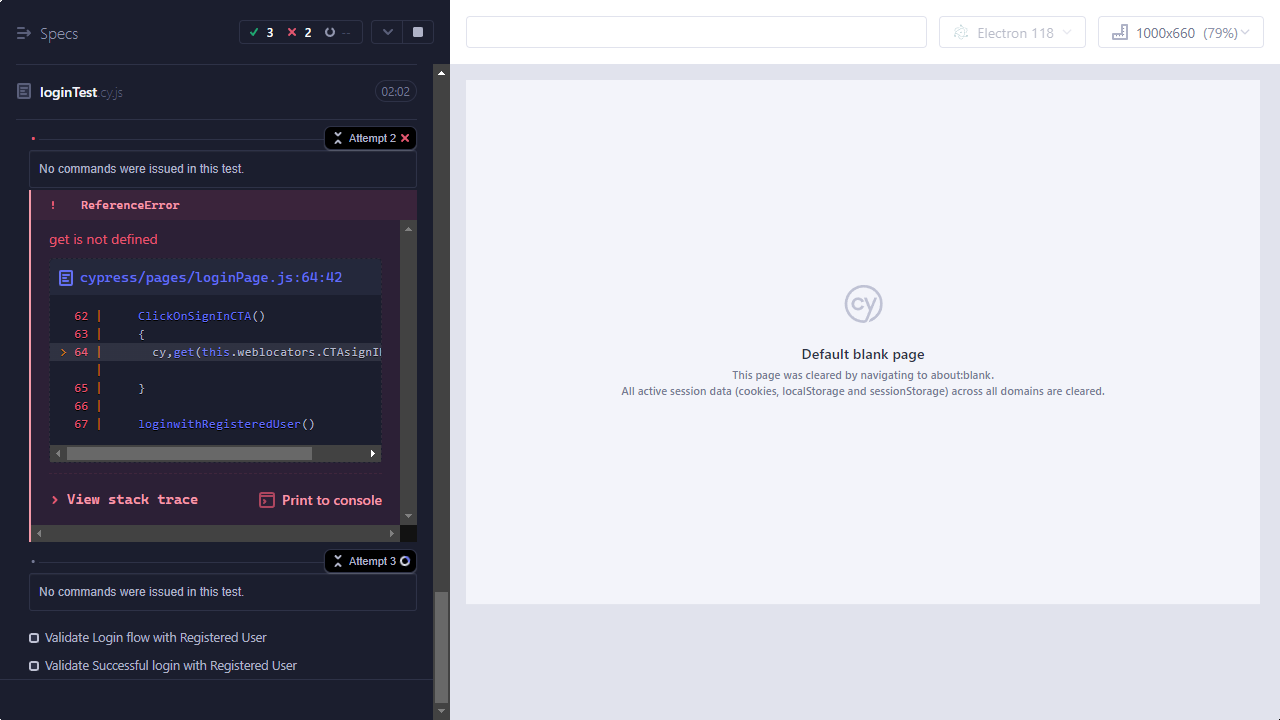 Specs
3 2 --
loginTest.cy.js
02:02
Attempt 2
No commands were issued in this test.
! ReferenceError
get is not defined
cypress/pages/loginPage.js:64:42
62 | ClickOnSignInCTA()
63 | {
> 64 | cy,get(this.weblocators.CTAsignI
|
65 | }
66 |
67 | loginwithRegisteredUser()
> View stack trace
Print to console
Attempt 3
No commands were issued in this test.
Validate Login flow with Registered User
Validate Successful login with Registered User
Electron 118
1000x660 (79%)
cy
Default blank page
This page was cleared by navigating to about:blank.
All active session data (cookies, localStorage and sessionStorage) across all domains are cleared.